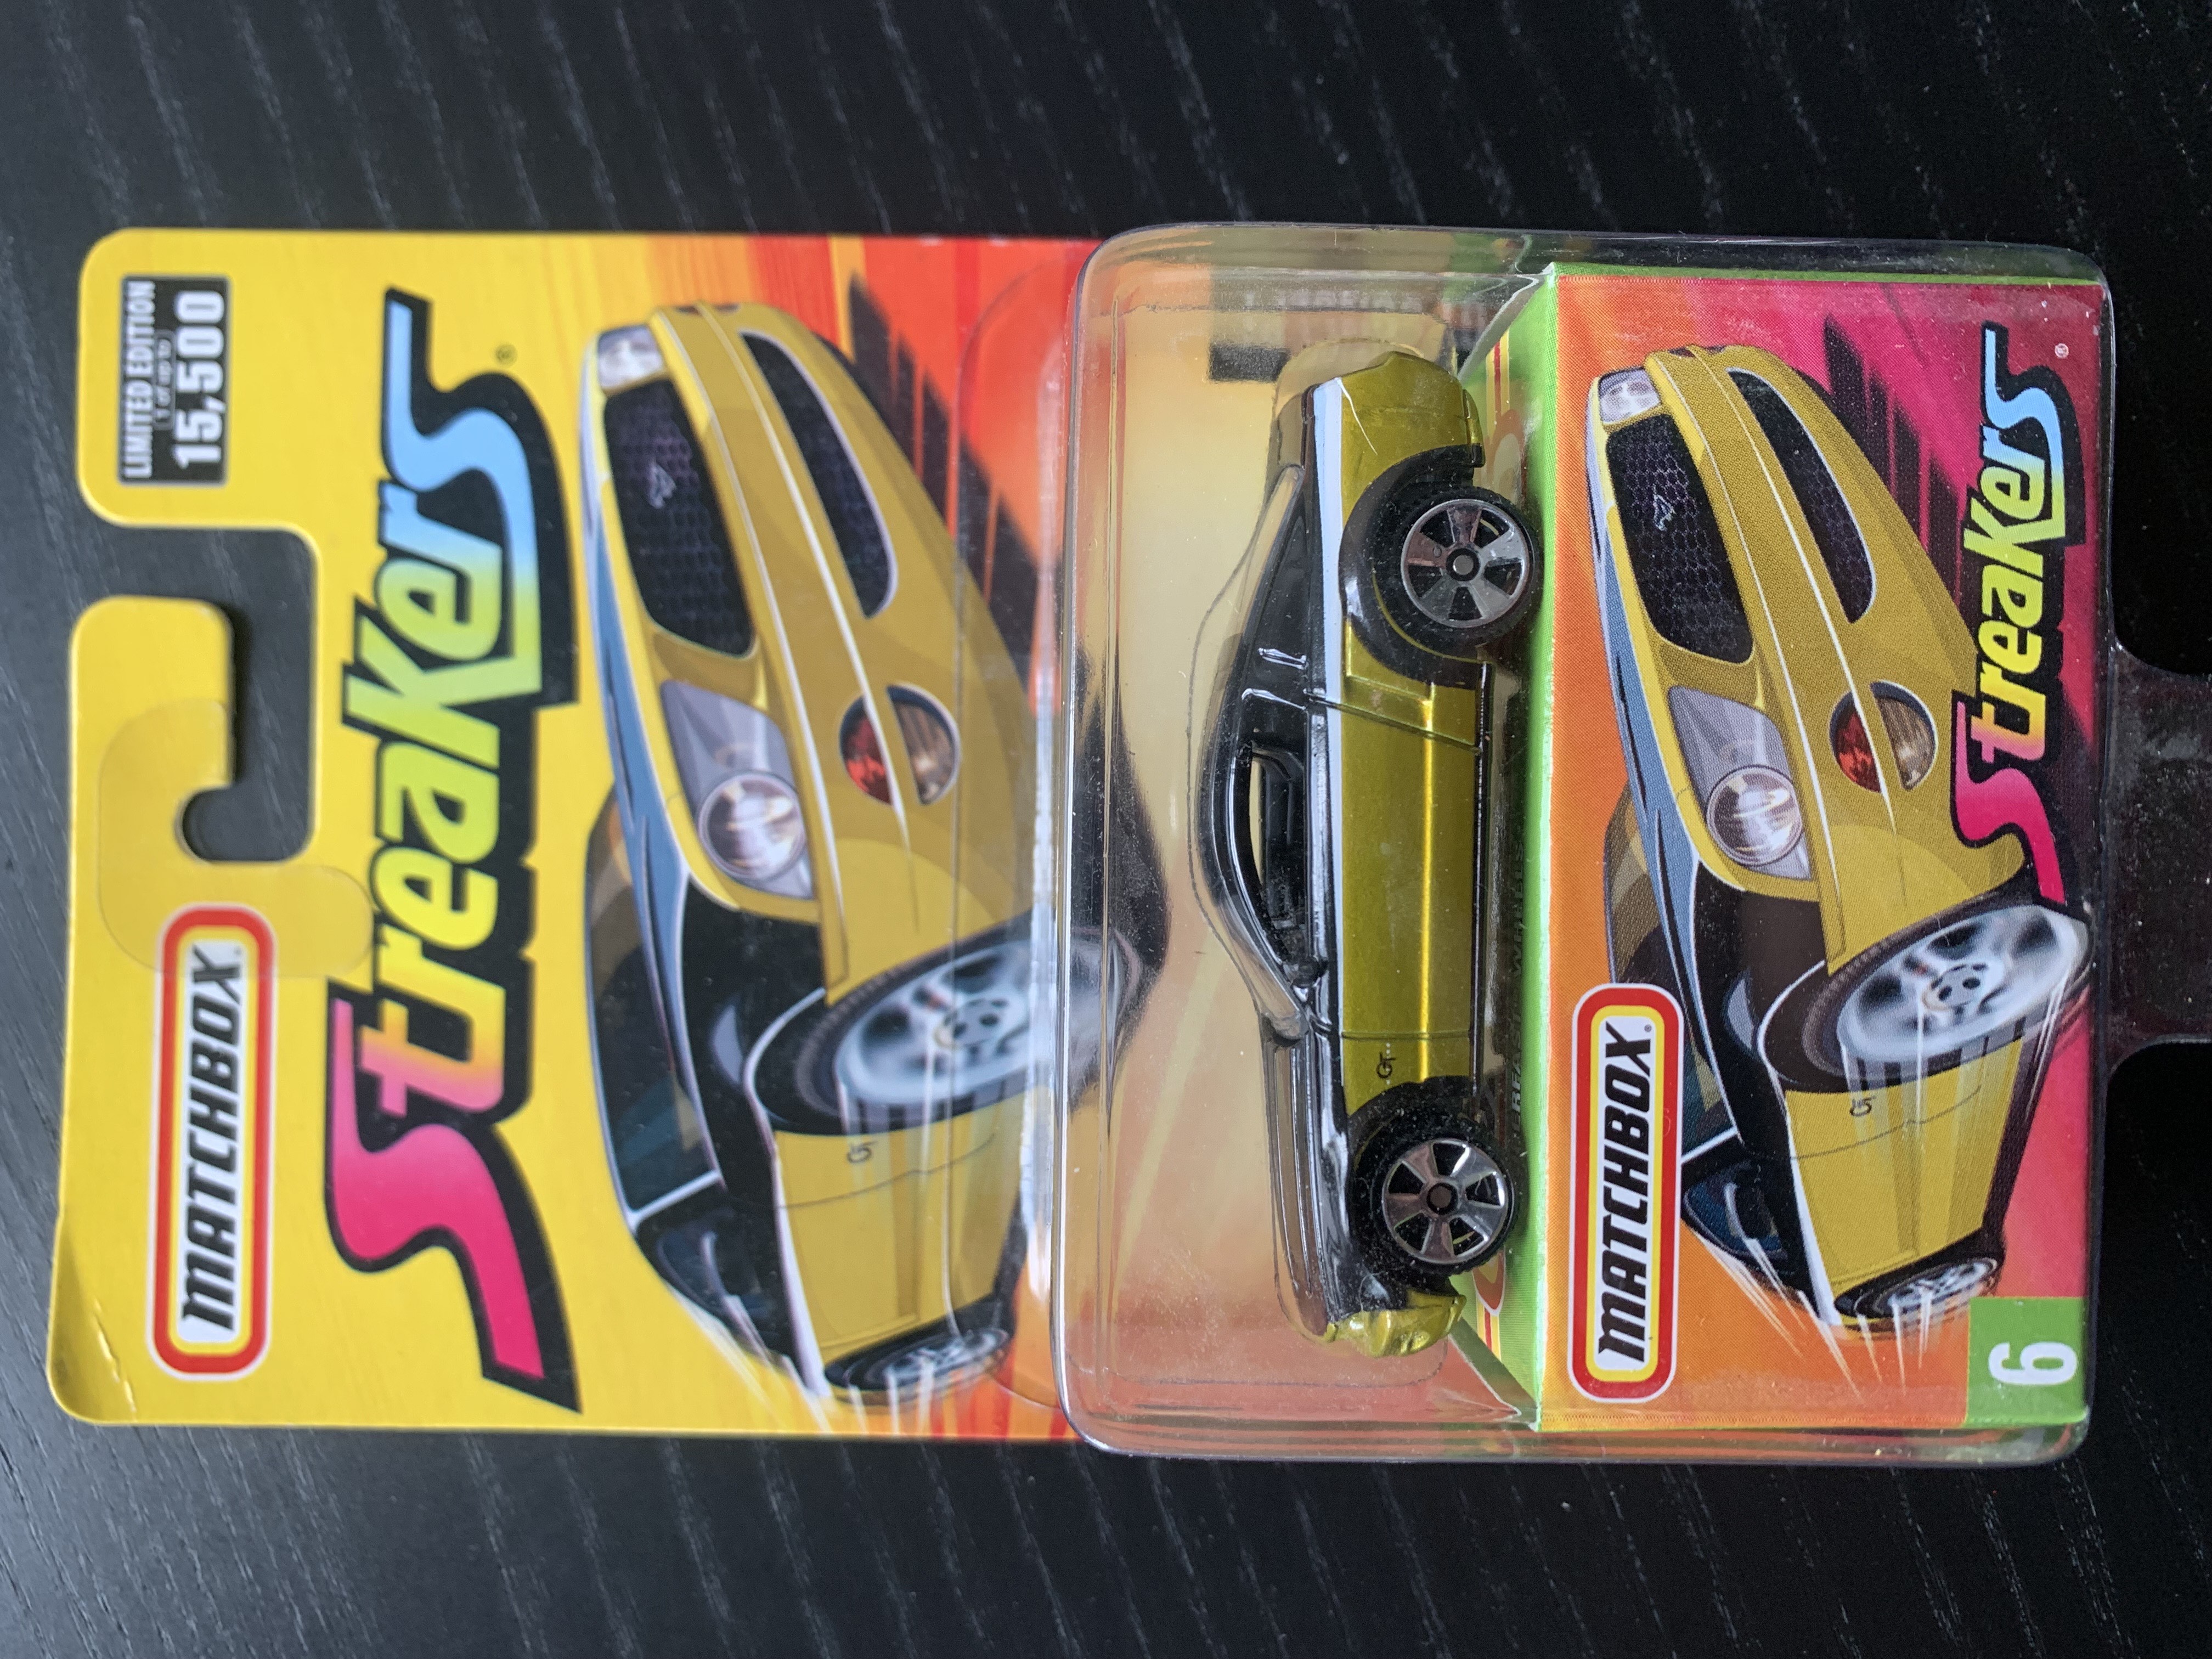 MATCHBOX
LIMITED EDITION
(1 of up to)
15,500
Streakers®
GT
MATCHBOX®
Streakers®
6